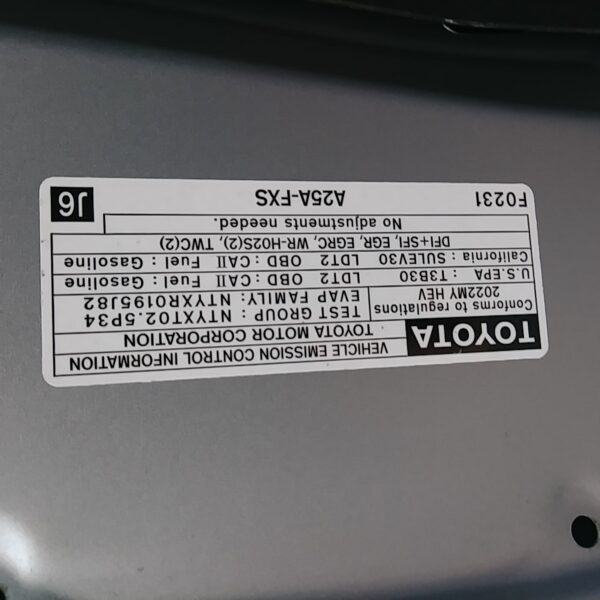 TOYOTA
VEHICLE EMISSION CONTROL INFORMATION
TOYOTA MOTOR CORPORATION
Conforms to regulations
2022MY HEV
TEST GROUP : NTYXT02.5P34
EVAP FAMILY: NTYXR0195J82
U.S.EPA : T3B30 LDT2 OBD : CAII Fuel : Gasoline
California : SULEV30 LDT2 OBD : CAII Fuel : Gasoline
DFI+SFI, EGR, EGRC, WR-HO2S(2), TWC(2)
No adjustments needed.
F0231 A25A-FXS J6